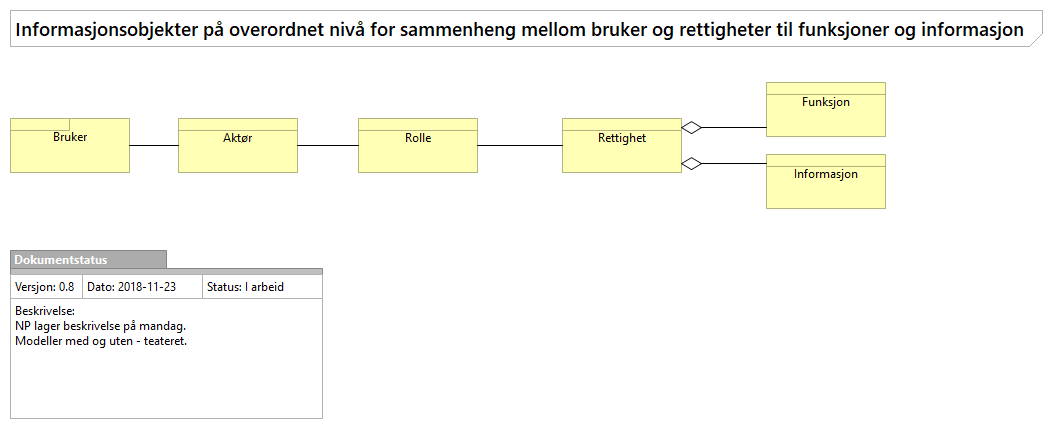 Informasjonsobjekter på overordnet nivå for sammenheng mellom bruker og rettigheter til funksjoner og informasjon
Funksjon
Bruker
Aktør
Rolle
Rettighet
Informasjon
Dokumentstatus
Versjon: 0.8 Dato: 2018-11-23 Status: I arbeid
Beskrivelse:
NP lager beskrivelse på mandag.
Modeller med og uten - teateret.